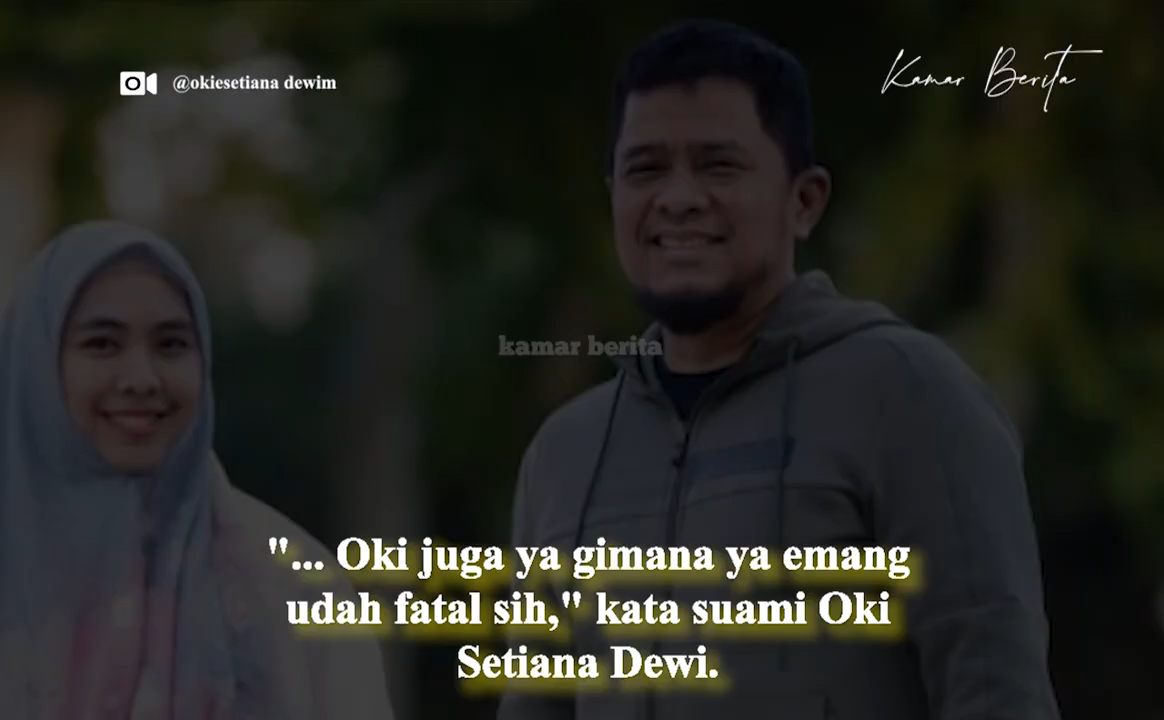 @okiesetiana dewim
Kamar Berita
kamar berita
"... Oki juga ya gimana ya emang
udah fatal sih," kata suami Oki
Setiana Dewi.